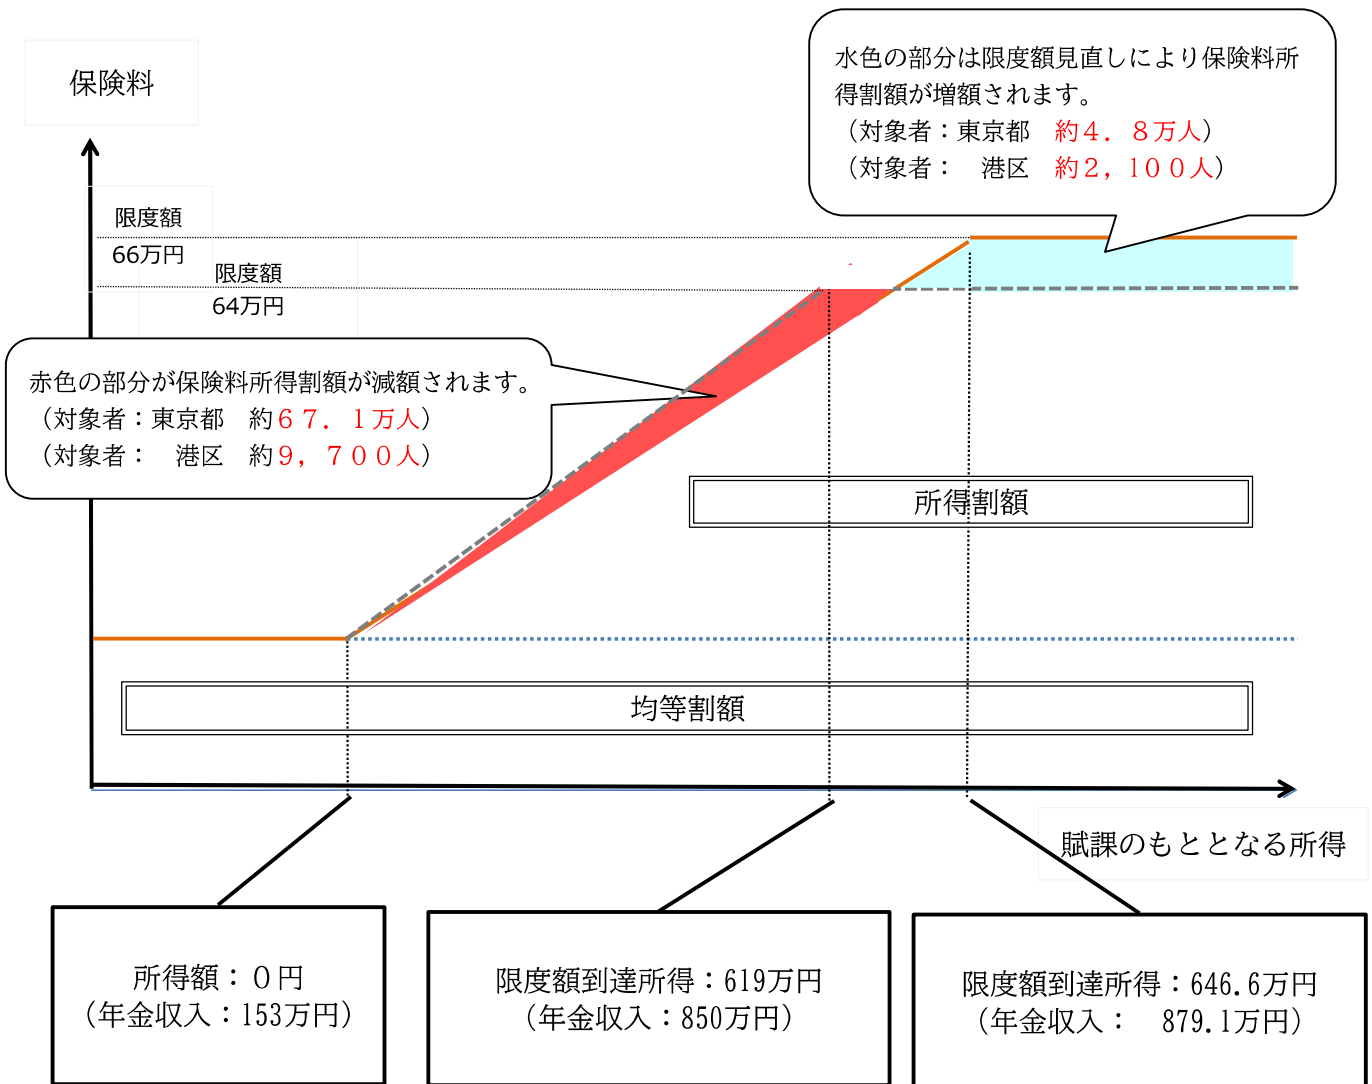 保険料
水色の部分は限度額見直しにより保険料所
得割額が増額されます。
（対象者：東京都　約４．８万人）
（対象者：　港区　約２，１００人）
限度額
66万円
限度額
64万円
赤色の部分が保険料所得割額が減額されます。
（対象者：東京都　約６７．１万人）
（対象者：　港区　約９，７００人）
所得割額
均等割額
賦課のもととなる所得
所得額：０円
（年金収入：153万円）
限度額到達所得：619万円
（年金収入：850万円）
限度額到達所得：646.6万円
（年金収入：　879.1万円）